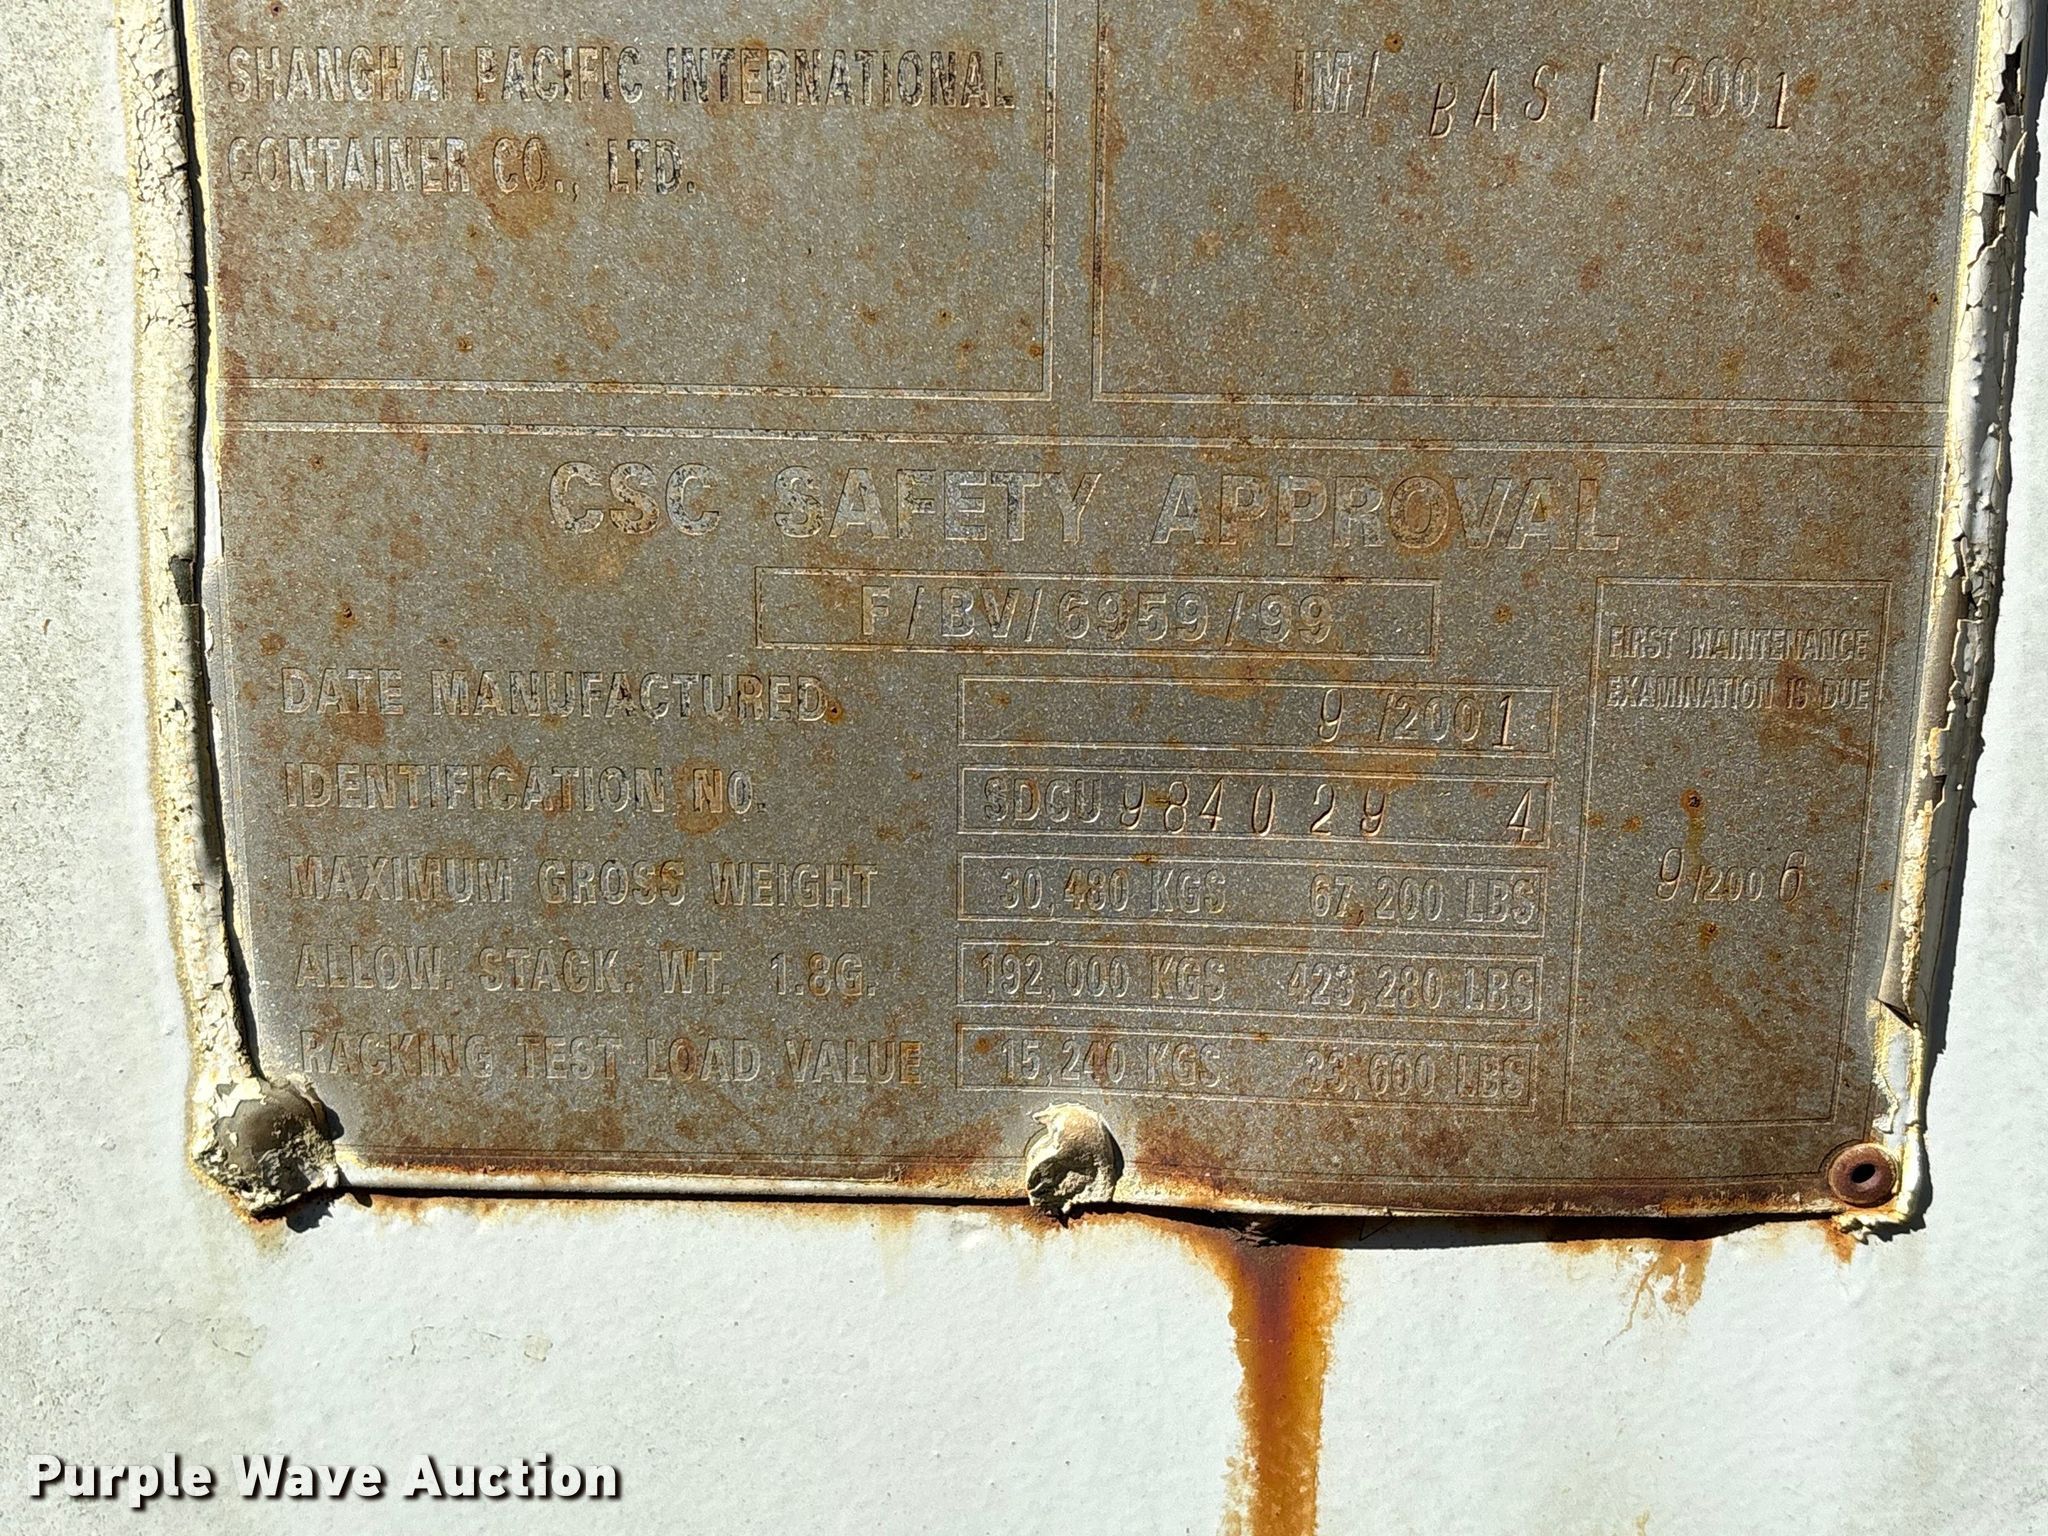 SHANGHAI PACIFIC INTERNATIONAL
CONTAINER CO., LTD.
IM/ BASI /2001
CSC SAFETY APPROVAL
F/BV/6959/99
DATE MANUFACTURED 9/2001
IDENTIFICATION NO. SDCU 984029 4
MAXIMUM GROSS WEIGHT 30,480 KGS 67,200 LBS
ALLOW. STACK. WT. 1.8G. 192,000 KGS 423,280 LBS
RACKING TEST LOAD VALUE 15,240 KGS 33,600 LBS
FIRST MAINTENANCE
EXAMINATION IS DUE
9/2006
Purple Wave Auction